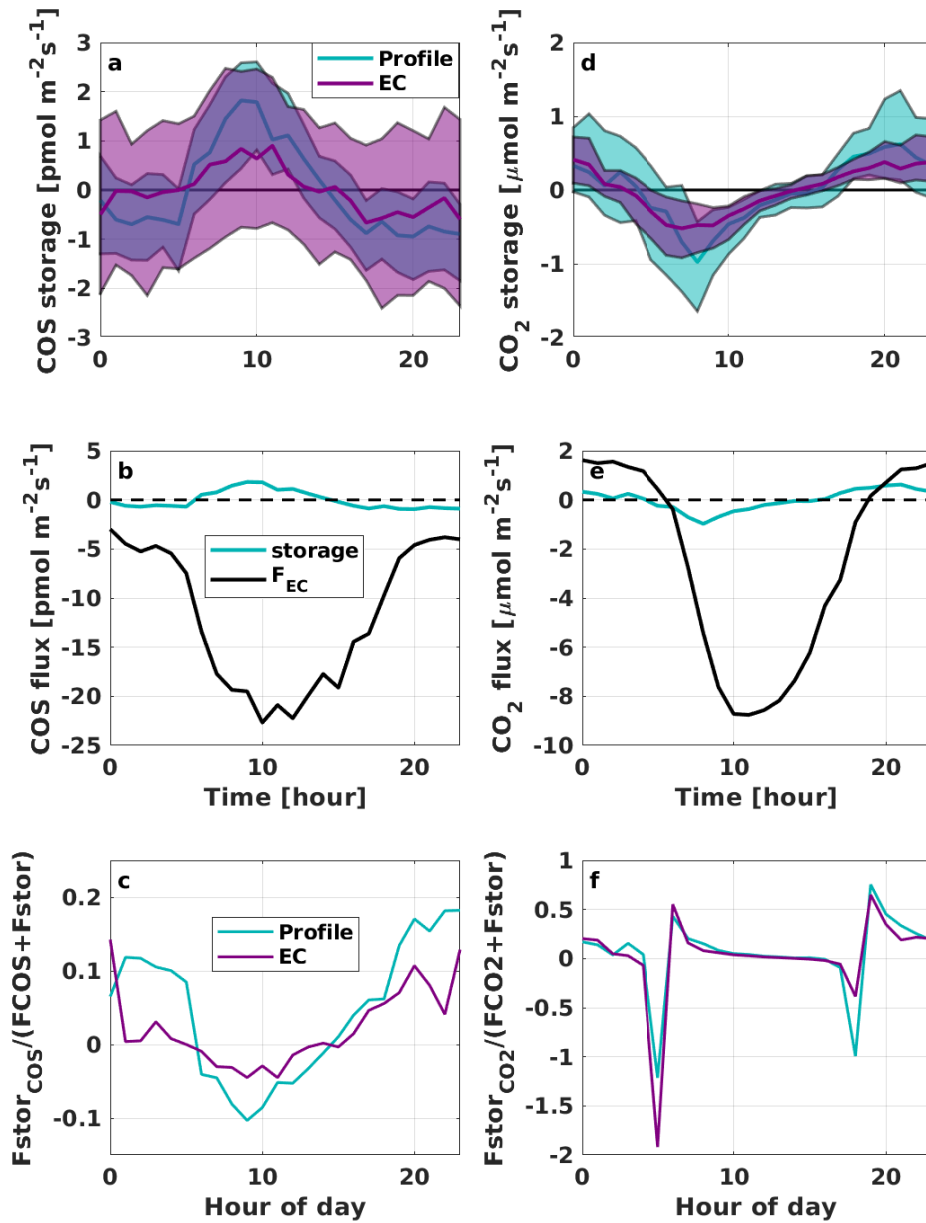 a
Profile
EC
COS storage [pmol m⁻²s⁻¹]
3
2
1
0
-1
-2
-3
0
10
20
d
CO₂ storage [μmol m⁻²s⁻¹]
2
1
0
-1
-2
0
10
20
b
storage
F_EC
COS flux [pmol m⁻²s⁻¹]
5
0
-5
-10
-15
-20
-25
0
10
20
Time [hour]
e
CO₂ flux [μmol m⁻²s⁻¹]
2
0
-2
-4
-6
-8
-10
0
10
20
Time [hour]
c
Profile
EC
Fstor_COS/(FCOS+Fstor)
0.2
0.1
0
-0.1
0
10
20
Hour of day
f
Fstor_CO2/(FCO2+Fstor)
1
0.5
0
-0.5
-1
-1.5
-2
0
10
20
Hour of day